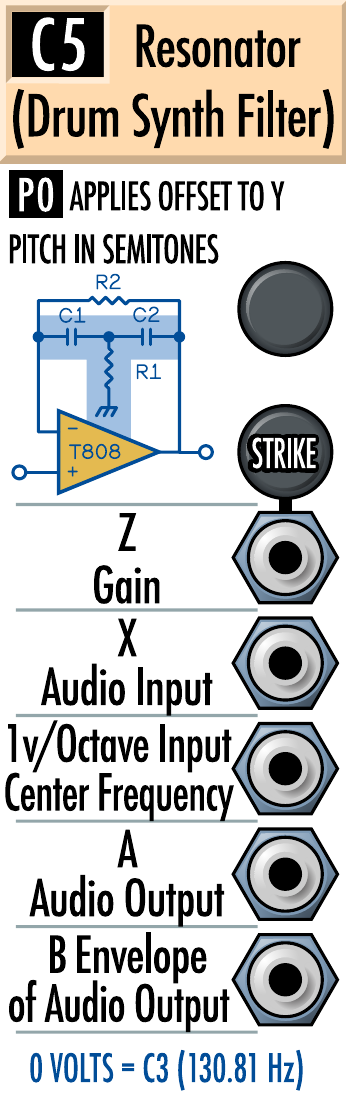 C5 Resonator
(Drum Synth Filter)
P0 APPLIES OFFSET TO Y
PITCH IN SEMITONES
R2
C1 C2
R1
−
T808
+
STRIKE
Z
Gain
X
Audio Input
1v/Octave Input
Center Frequency
A
Audio Output
B Envelope
of Audio Output
0 VOLTS = C3 (130.81 Hz)